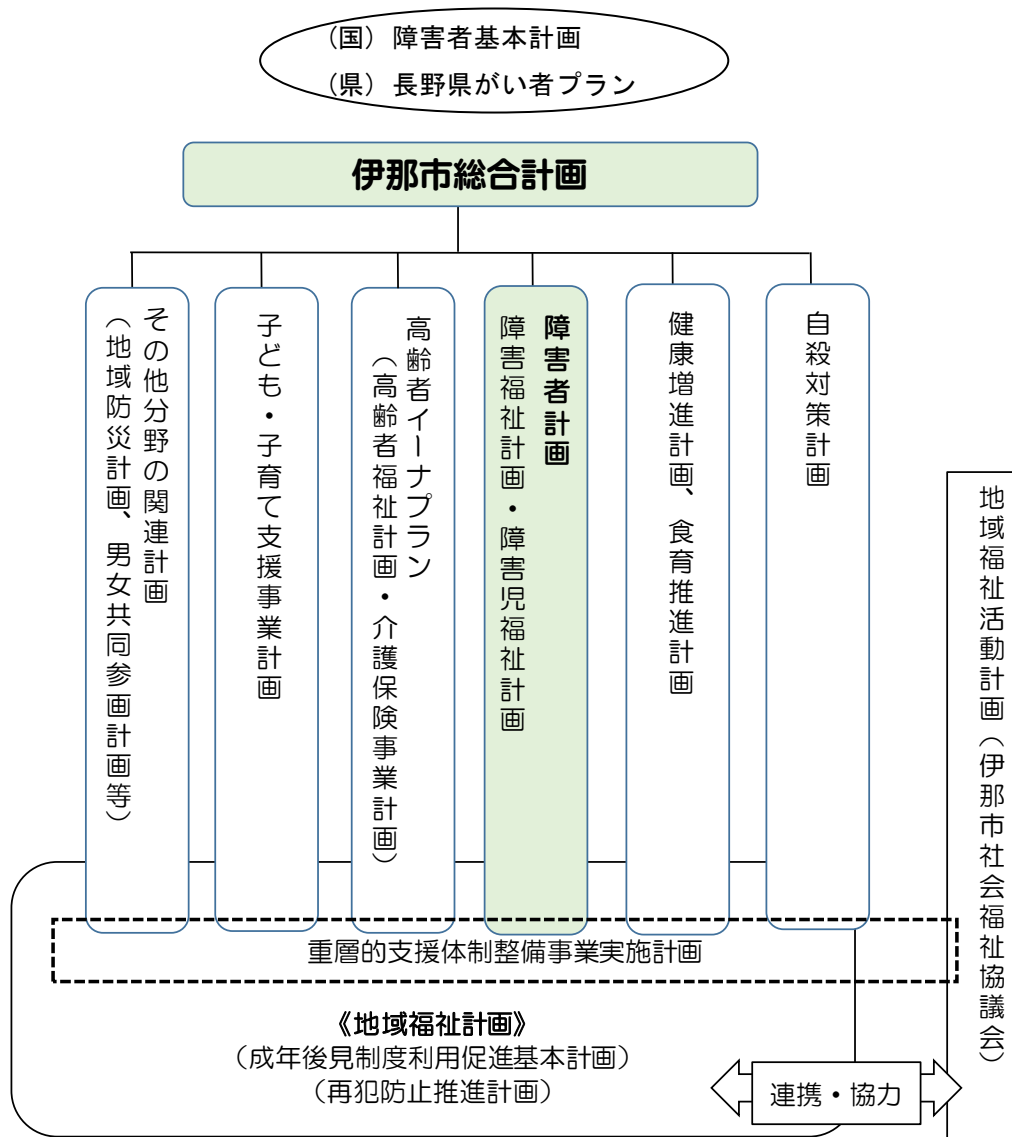 （国）障害者基本計画
（県）長野県がい者プラン
伊那市総合計画
その他分野の関連計画
（地域防災計画、男女共同参画計画等）
子ども・子育て支援事業計画
高齢者イーナプラン
（高齢者福祉計画・介護保険事業計画）
障害者計画
障害福祉計画・障害児福祉計画
健康増進計画、食育推進計画
自殺対策計画
地域福祉活動計画（伊那市社会福祉協議会）
重層的支援体制整備事業実施計画
《地域福祉計画》
（成年後見制度利用促進基本計画）
（再犯防止推進計画）
連携・協力